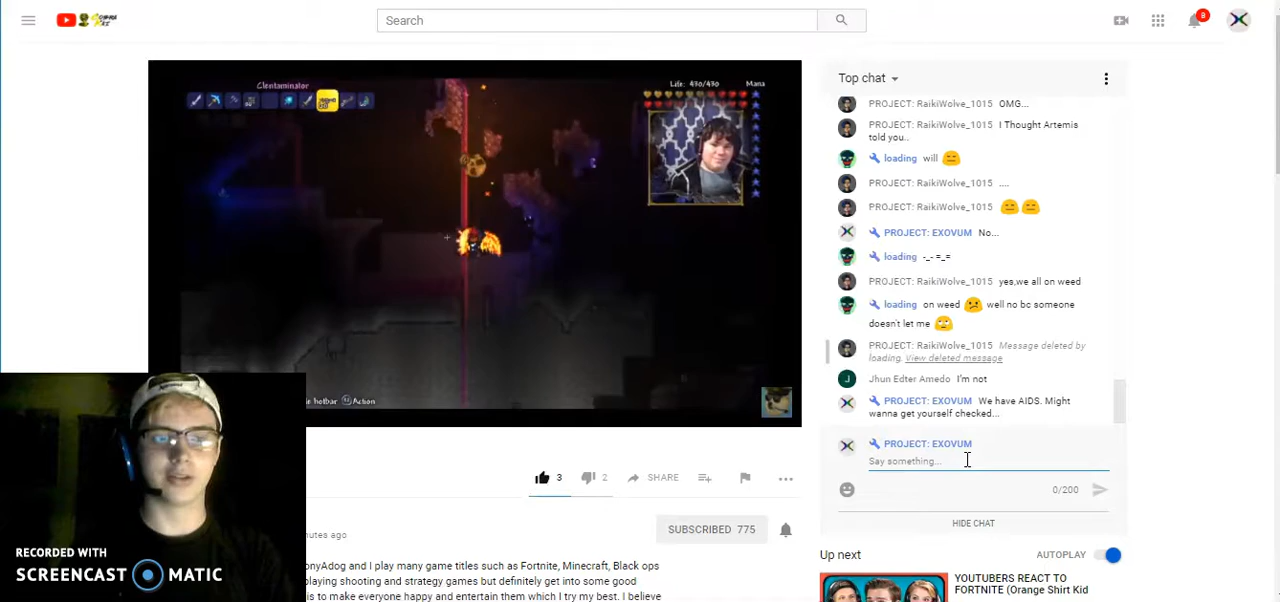 Search
8
Clentaminator
Life: 430/430
Mana
Action
Top chat
PROJECT: RaikiWolve_1015 OMG...
PROJECT: RaikiWolve_1015 I Thought Artemis
told you..
loading will
PROJECT: RaikiWolve_1015 ....
PROJECT: RaikiWolve_1015
PROJECT: EXOVUM No...
loading -_- =_=
PROJECT: RaikiWolve_1015 yes,we all on weed
loading on weed well no bc someone
doesn't let me
PROJECT: RaikiWolve_1015 Message deleted by
loading. View deleted message
Jhun Edter Amedo I'm not
PROJECT: EXOVUM We have AIDS. Might
wanna get yourself checked...
PROJECT: EXOVUM
Say something...
0/200
HIDE CHAT
3 2 SHARE
SUBSCRIBED 775
nutes ago
onyAdog and I play many game titles such as Fortnite, Minecraft, Black ops
playing shooting and strategy games but definitely get into some good
is to make everyone happy and entertain them which I try my best. I believe
Up next
AUTOPLAY
YOUTUBERS REACT TO
FORTNITE (Orange Shirt Kid
RECORDED WITH
SCREENCAST MATIC